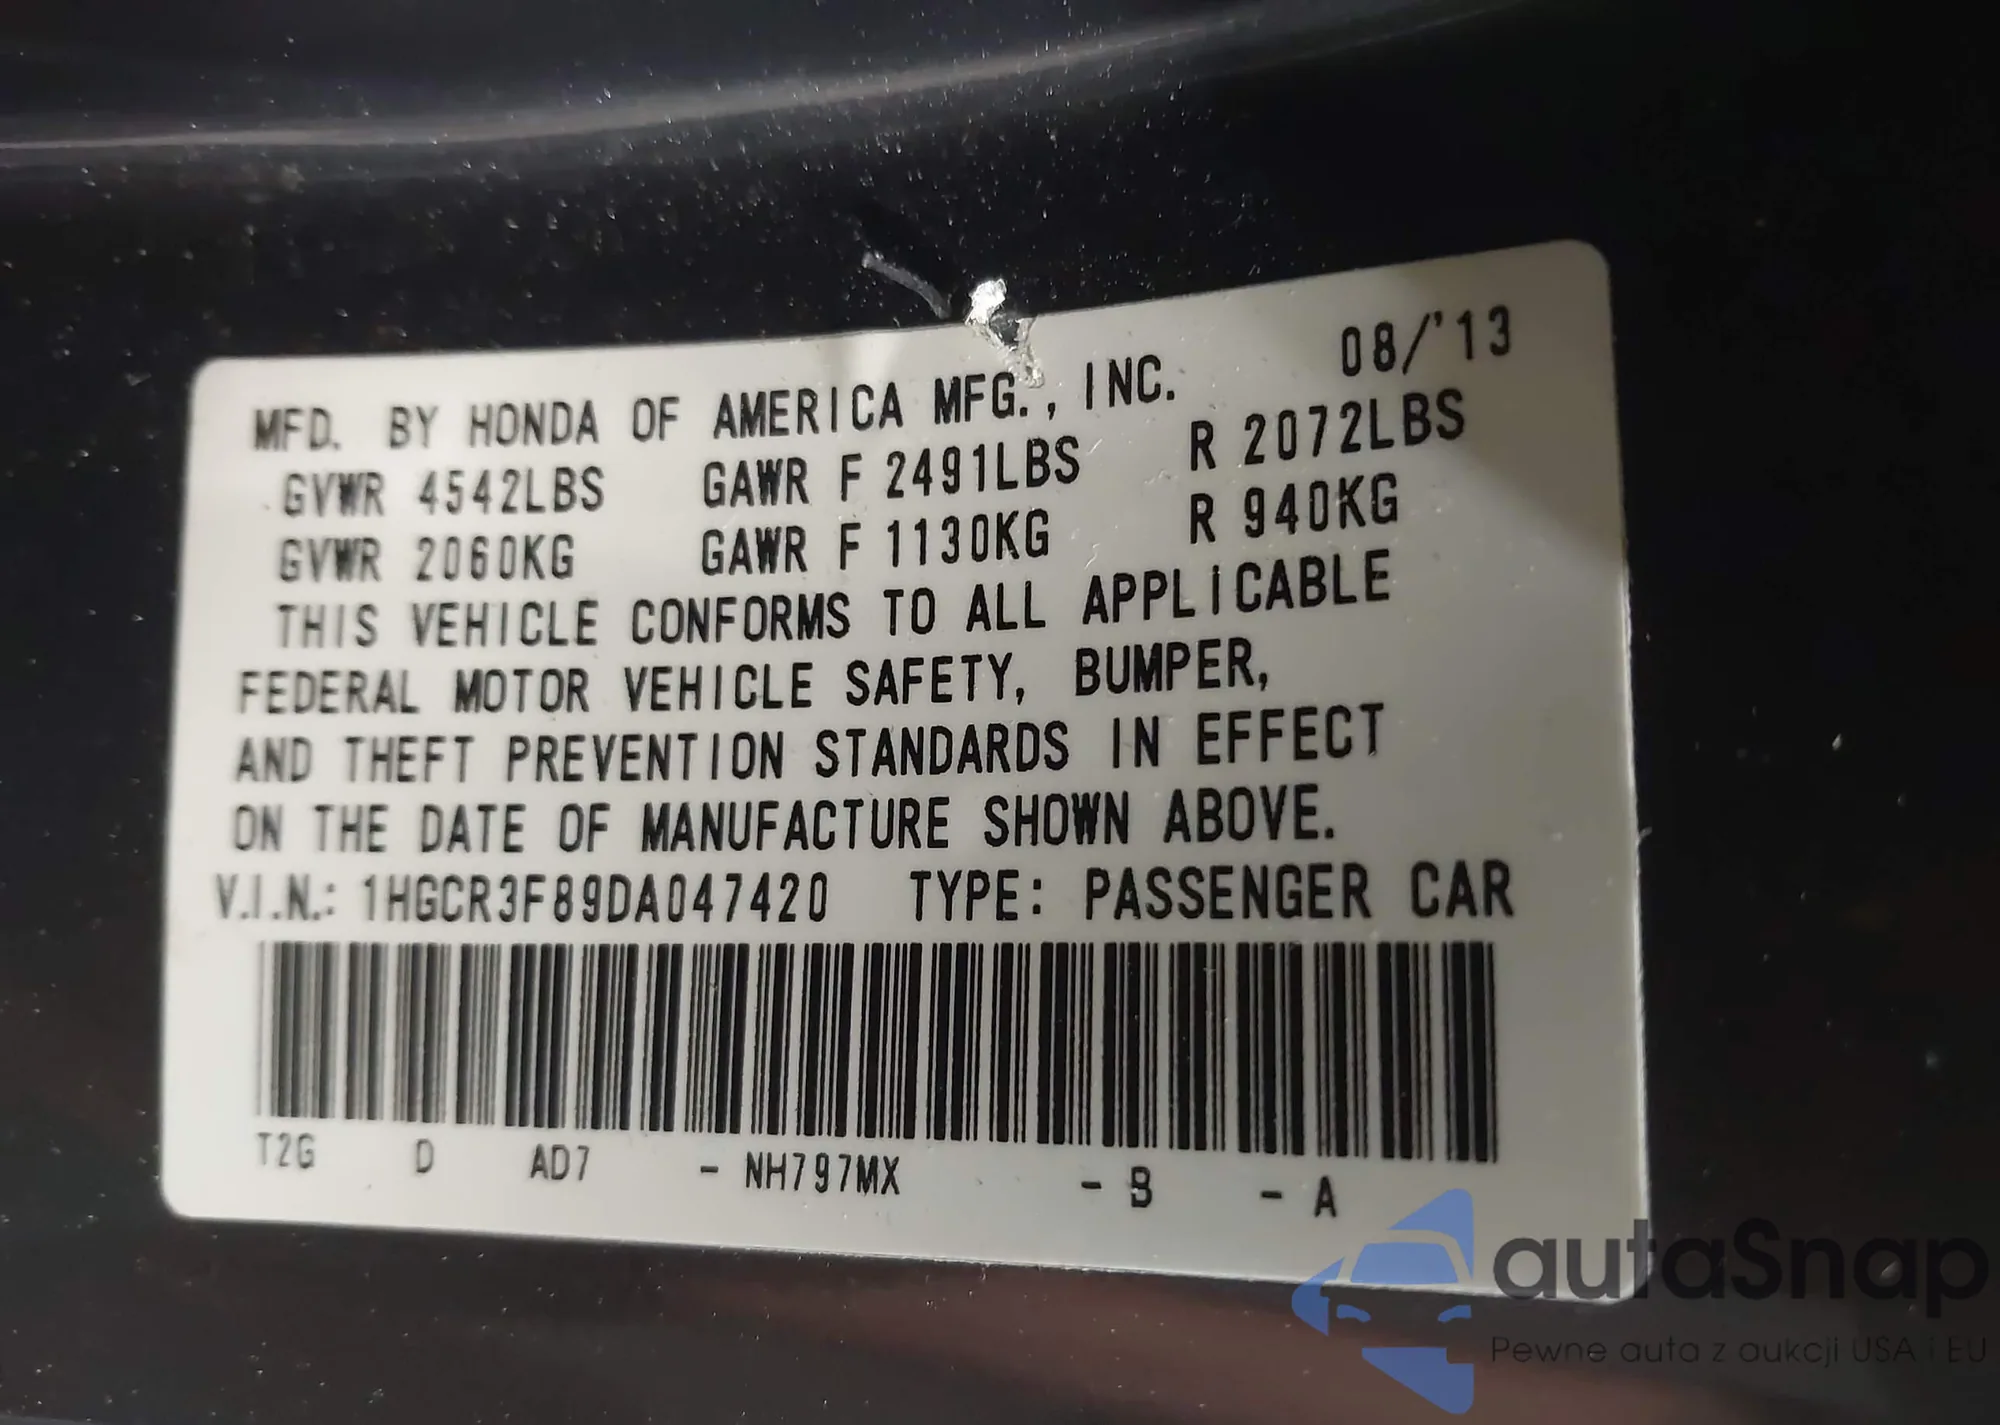 08/'13
MFD. BY HONDA OF AMERICA MFG., INC.
GVWR 4542LBS GAWR F 2491LBS R 2072LBS
GVWR 2060KG GAWR F 1130KG R 940KG
THIS VEHICLE CONFORMS TO ALL APPLICABLE
FEDERAL MOTOR VEHICLE SAFETY, BUMPER,
AND THEFT PREVENTION STANDARDS IN EFFECT
ON THE DATE OF MANUFACTURE SHOWN ABOVE.
V.I.N.: 1HGCR3F89DA047420 TYPE: PASSENGER CAR
T2G D AD7 - NH797MX - B - A
autaSnap
Pewne auta z aukcji USA i EU